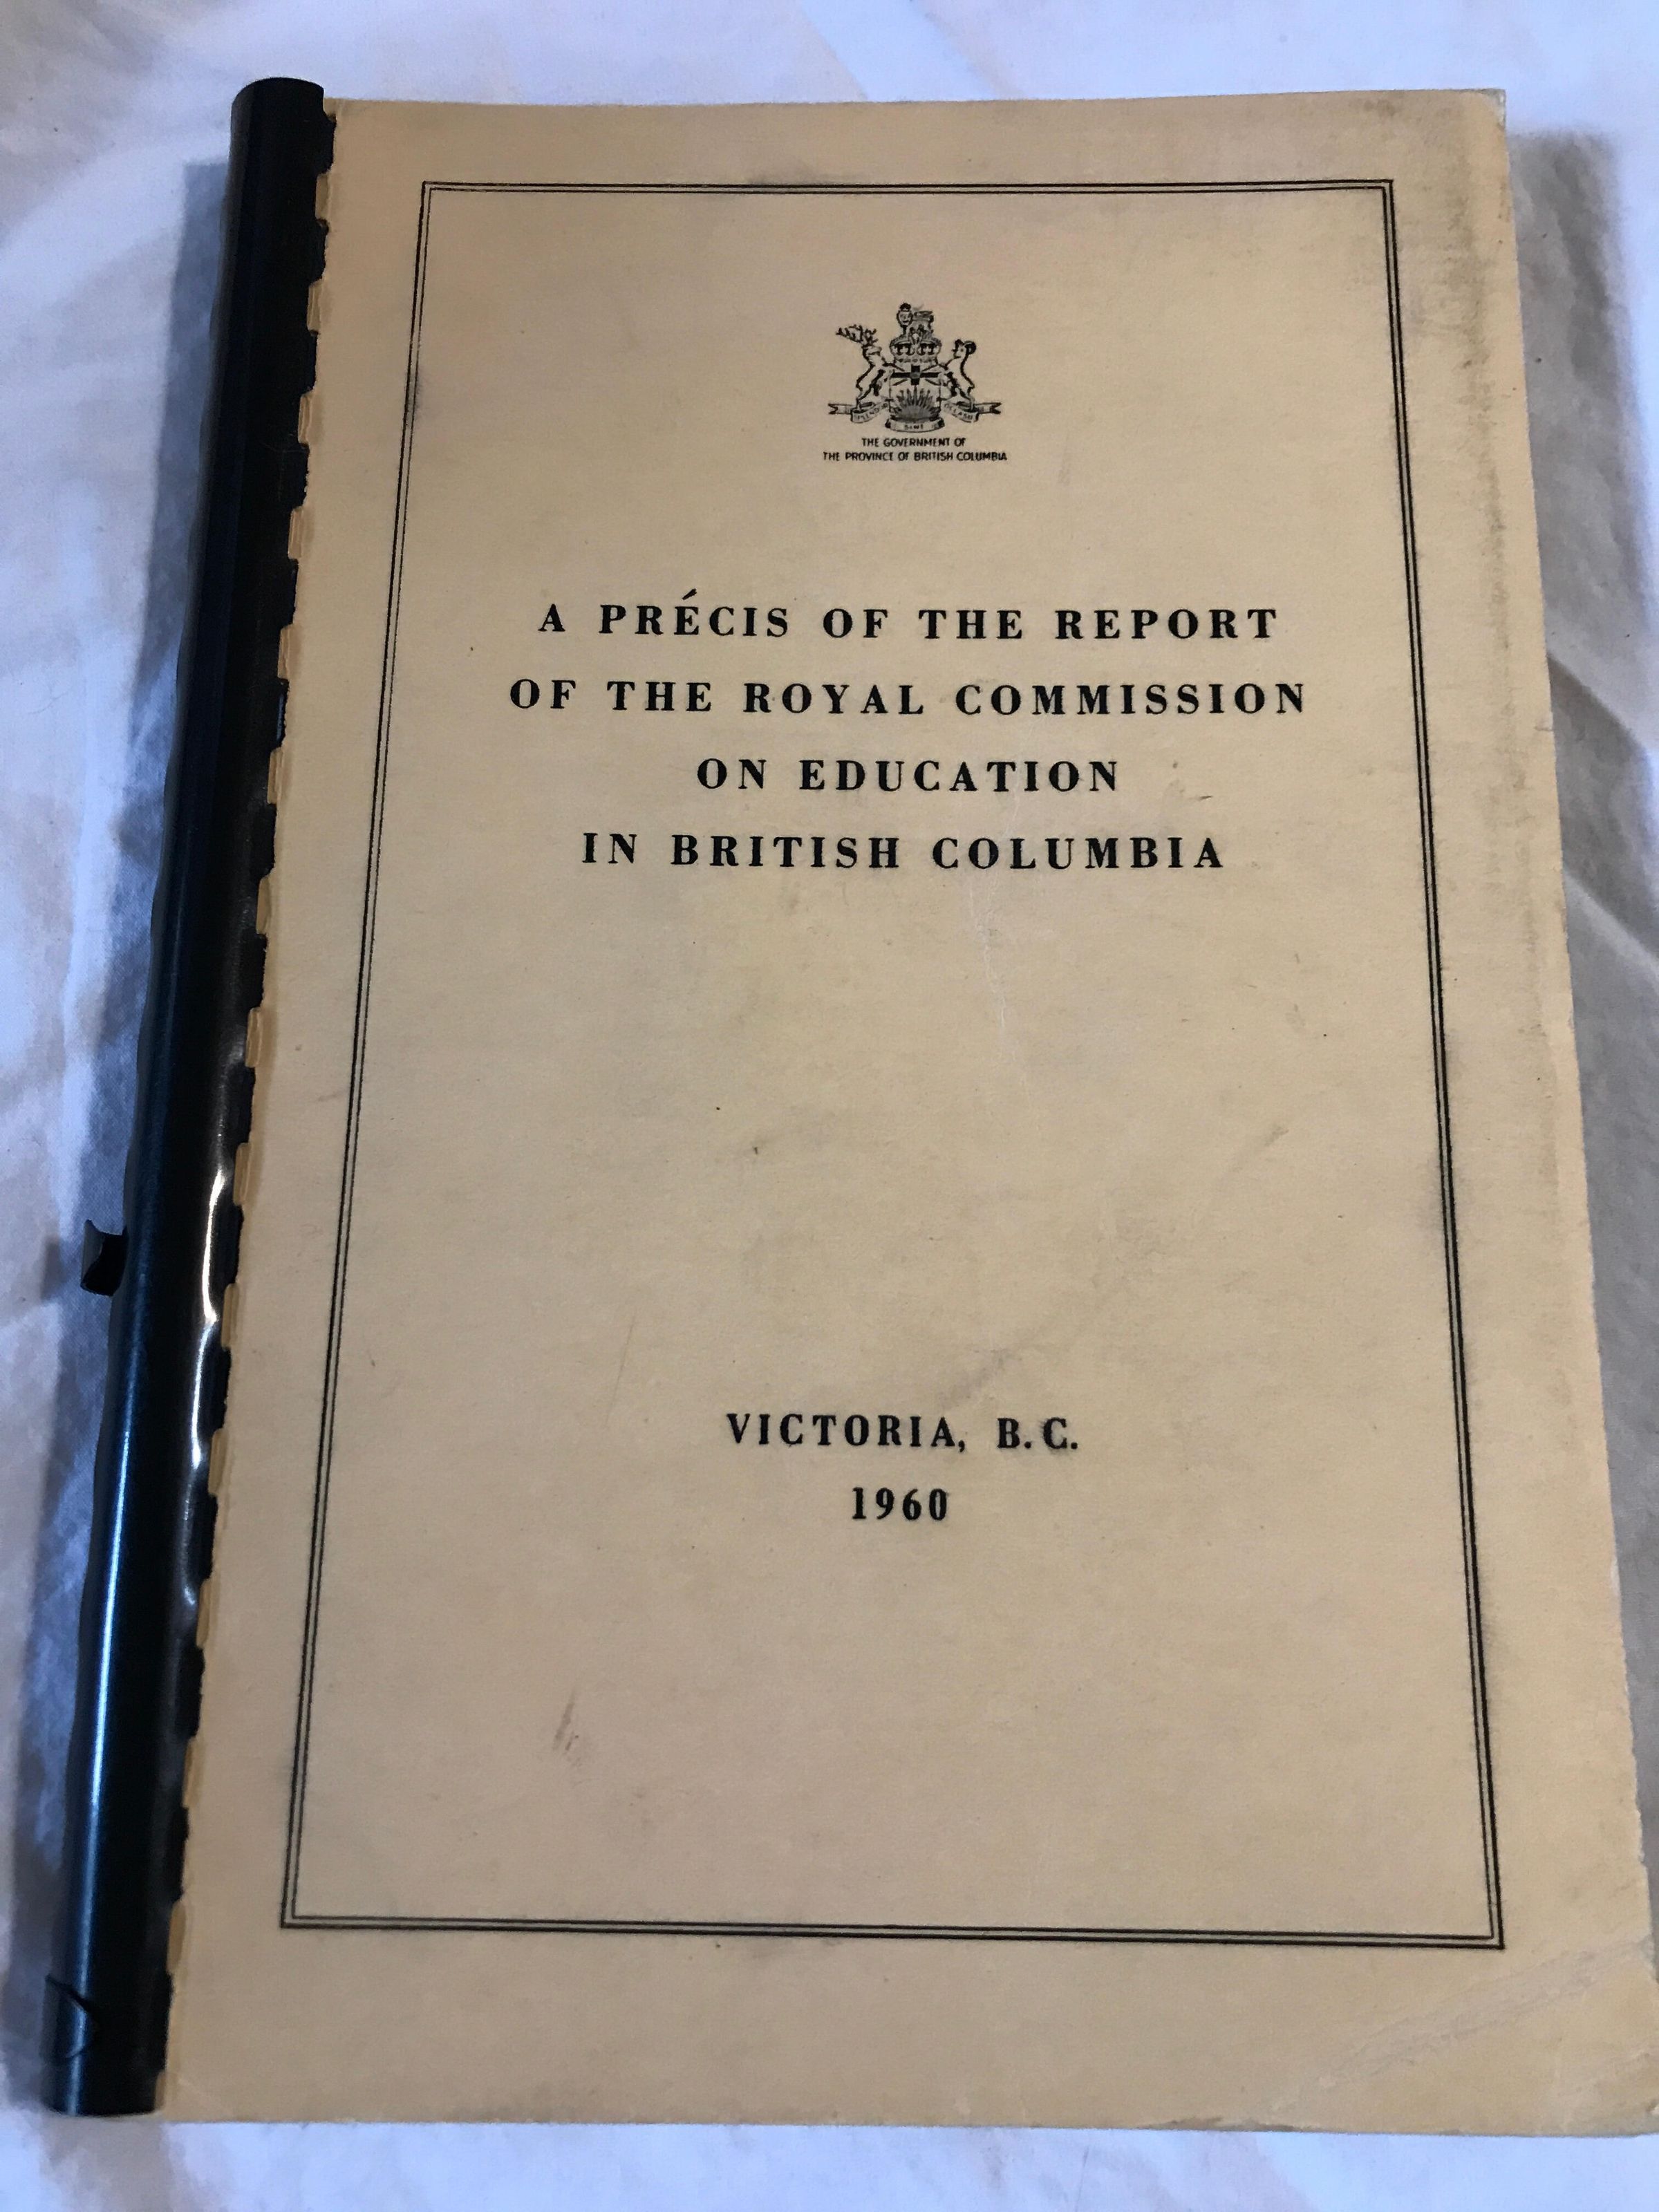 THE GOVERNMENT OF
THE PROVINCE OF BRITISH COLUMBIA
A PRÉCIS OF THE REPORT
OF THE ROYAL COMMISSION
ON EDUCATION
IN BRITISH COLUMBIA
VICTORIA, B.C.
1960